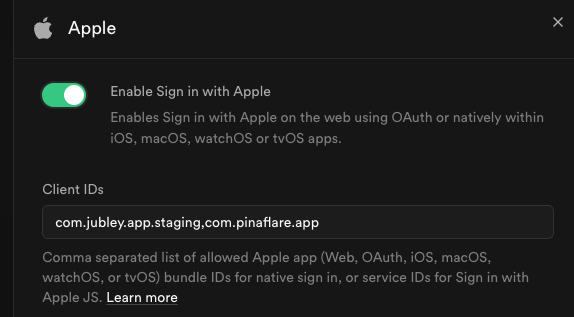 Apple
Enable Sign in with Apple
Enables Sign in with Apple on the web using OAuth or natively within
iOS, macOS, watchOS or tvOS apps.
Client IDs
com.jubley.app.staging,com.pinaflare.app
Comma separated list of allowed Apple app (Web, OAuth, iOS, macOS,
watchOS, or tvOS) bundle IDs for native sign in, or service IDs for Sign in with
Apple JS. Learn more